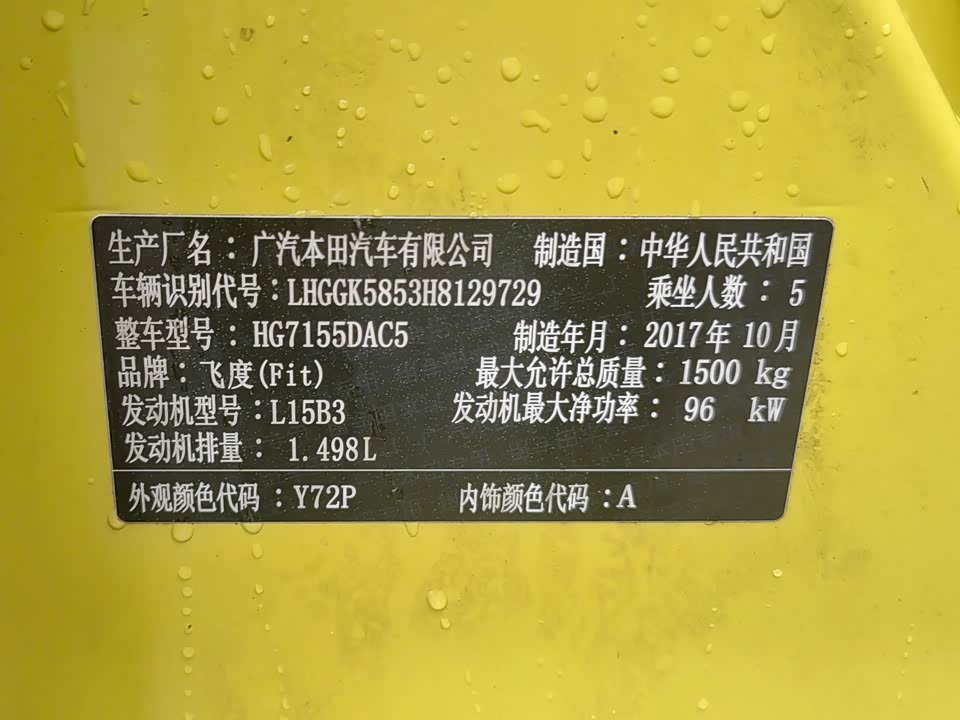 生产厂名：广汽本田汽车有限公司 制造国：中华人民共和国
车辆识别代号：LHGGK5853H8129729 乘坐人数：5
整车型号：HG7155DAC5 制造年月：2017年10月
品牌：飞度(Fit) 最大允许总质量：1500 kg
发动机型号：L15B3 发动机最大净功率：96 kW
发动机排量：1.498L
外观颜色代码：Y72P 内饰颜色代码：A